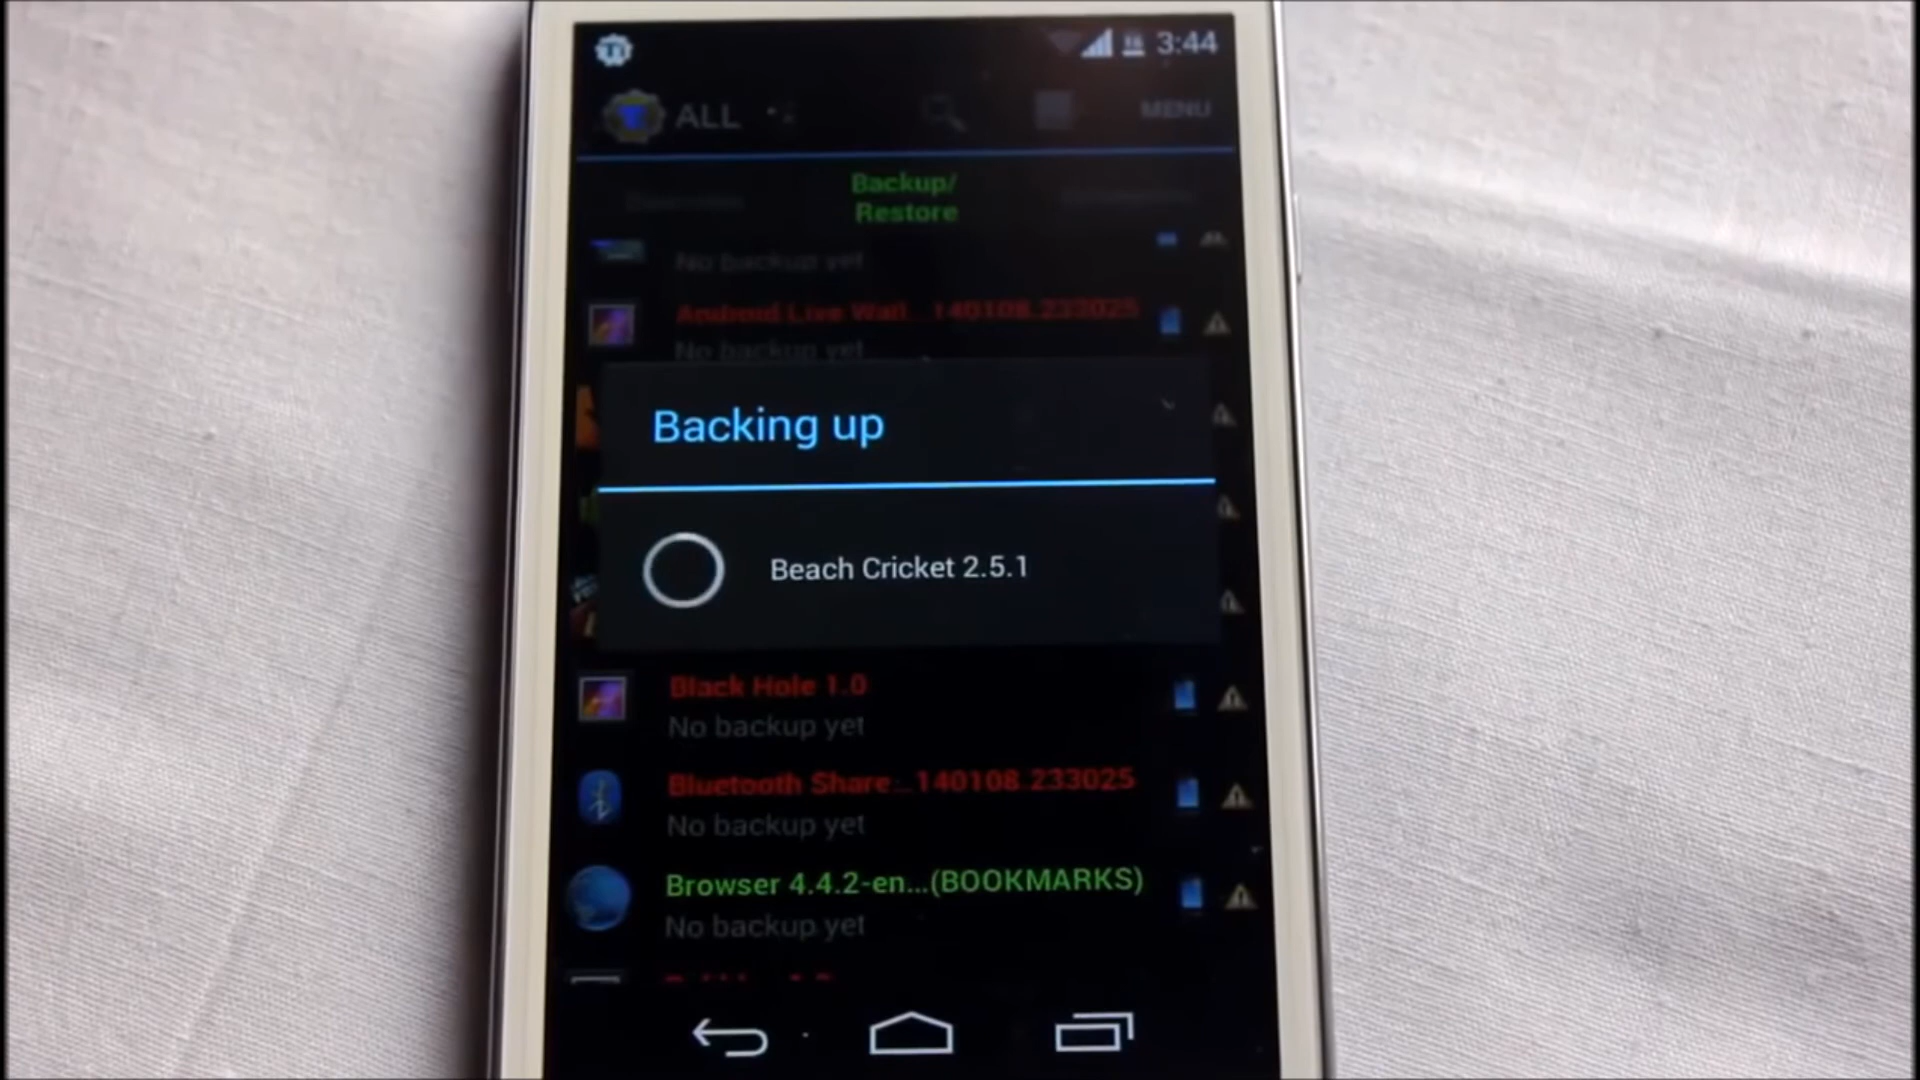 3:44
ALL
MENU
Backup/
Restore
No backup yet
Android Live Wall...140108.233025
No backup yet
Backing up
Beach Cricket 2.5.1
Black Hole 1.0
No backup yet
Bluetooth Share...140108.233025
No backup yet
Browser 4.4.2-en...(BOOKMARKS)
No backup yet